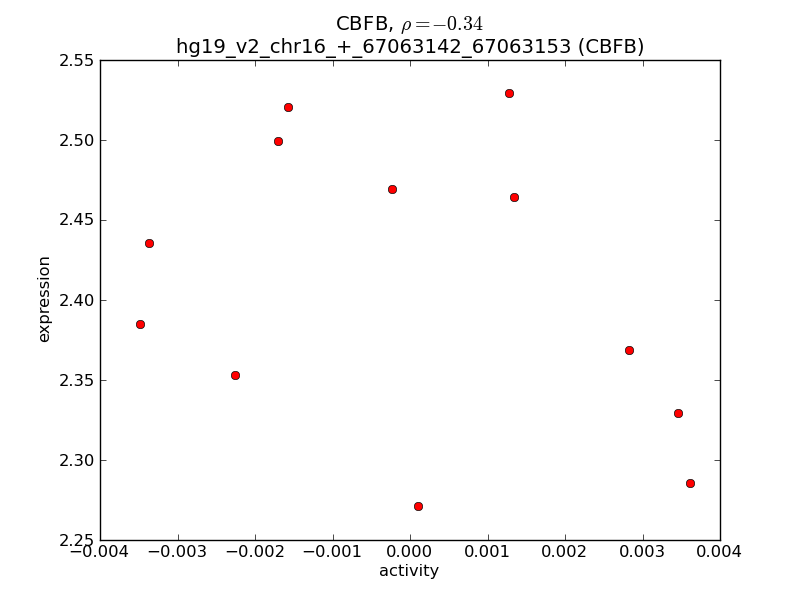 CBFB, ρ=−0.34
hg19_v2_chr16_+_67063142_67063153 (CBFB)
2.55
2.50
2.45
2.40
2.35
2.30
2.25
expression
−0.004 −0.003 −0.002 −0.001 0.000 0.001 0.002 0.003 0.004
activity